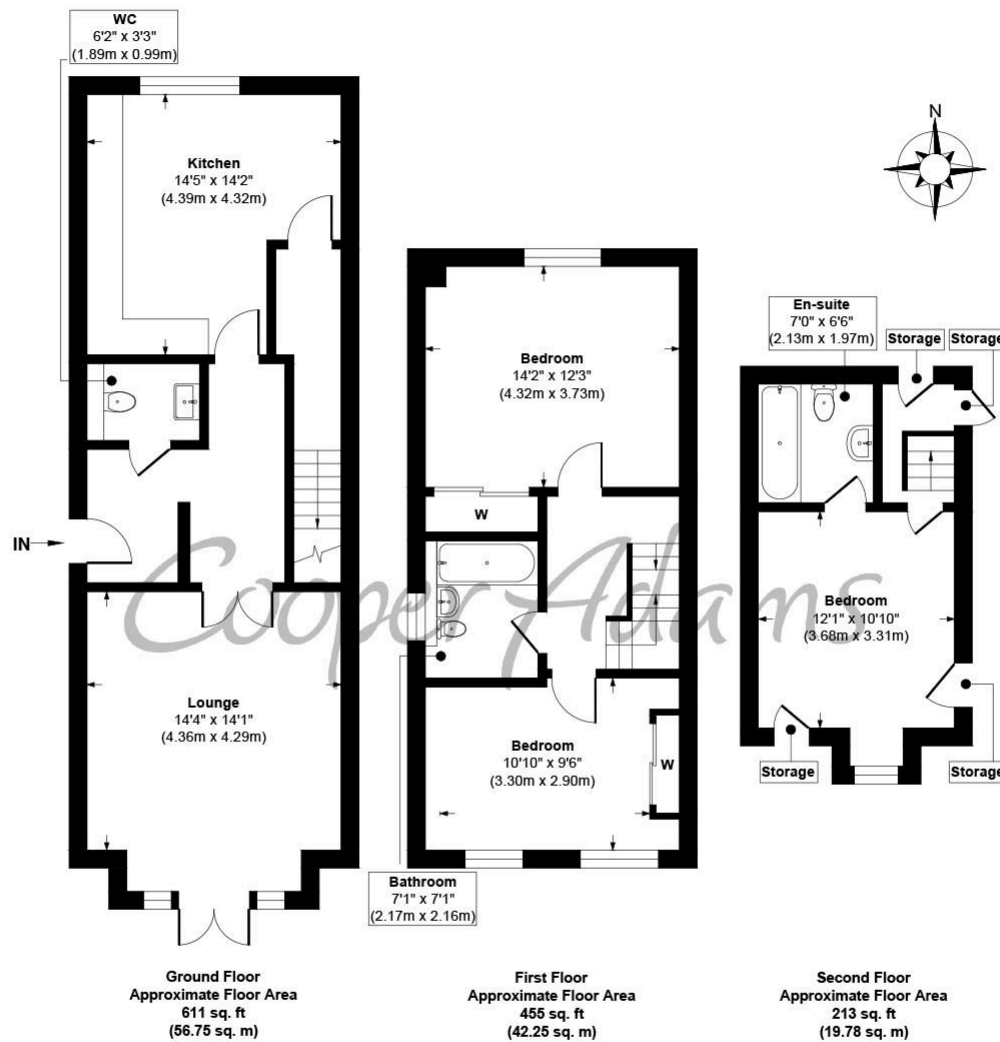 WC
6'2" x 3'3"
(1.89m x 0.99m)
Kitchen
14'5" x 14'2"
(4.39m x 4.32m)
N
IN
Lounge
14'4" x 14'1"
(4.36m x 4.29m)
Bedroom
14'2" x 12'3"
(4.32m x 3.73m)
W
Bedroom
10'10" x 9'6"
(3.30m x 2.90m)
W
Bathroom
7'1" x 7'1"
(2.17m x 2.16m)
En-suite
7'0" x 6'6"
(2.13m x 1.97m)
Storage
Storage
Bedroom
12'1" x 10'10"
(3.68m x 3.31m)
Storage
Storage
Cooper Adams
Ground Floor
Approximate Floor Area
611 sq. ft
(56.75 sq. m)
First Floor
Approximate Floor Area
455 sq. ft
(42.25 sq. m)
Second Floor
Approximate Floor Area
213 sq. ft
(19.78 sq. m)